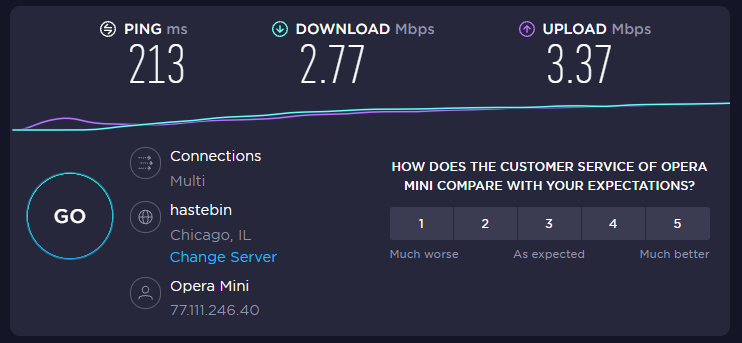 PING ms
213
DOWNLOAD Mbps
2.77
UPLOAD Mbps
3.37
GO
Connections
Multi
hastebin
Chicago, IL
Change Server
Opera Mini
77.111.246.40
HOW DOES THE CUSTOMER SERVICE OF OPERA
MINI COMPARE WITH YOUR EXPECTATIONS?
1 2 3 4 5
Much worse As expected Much better